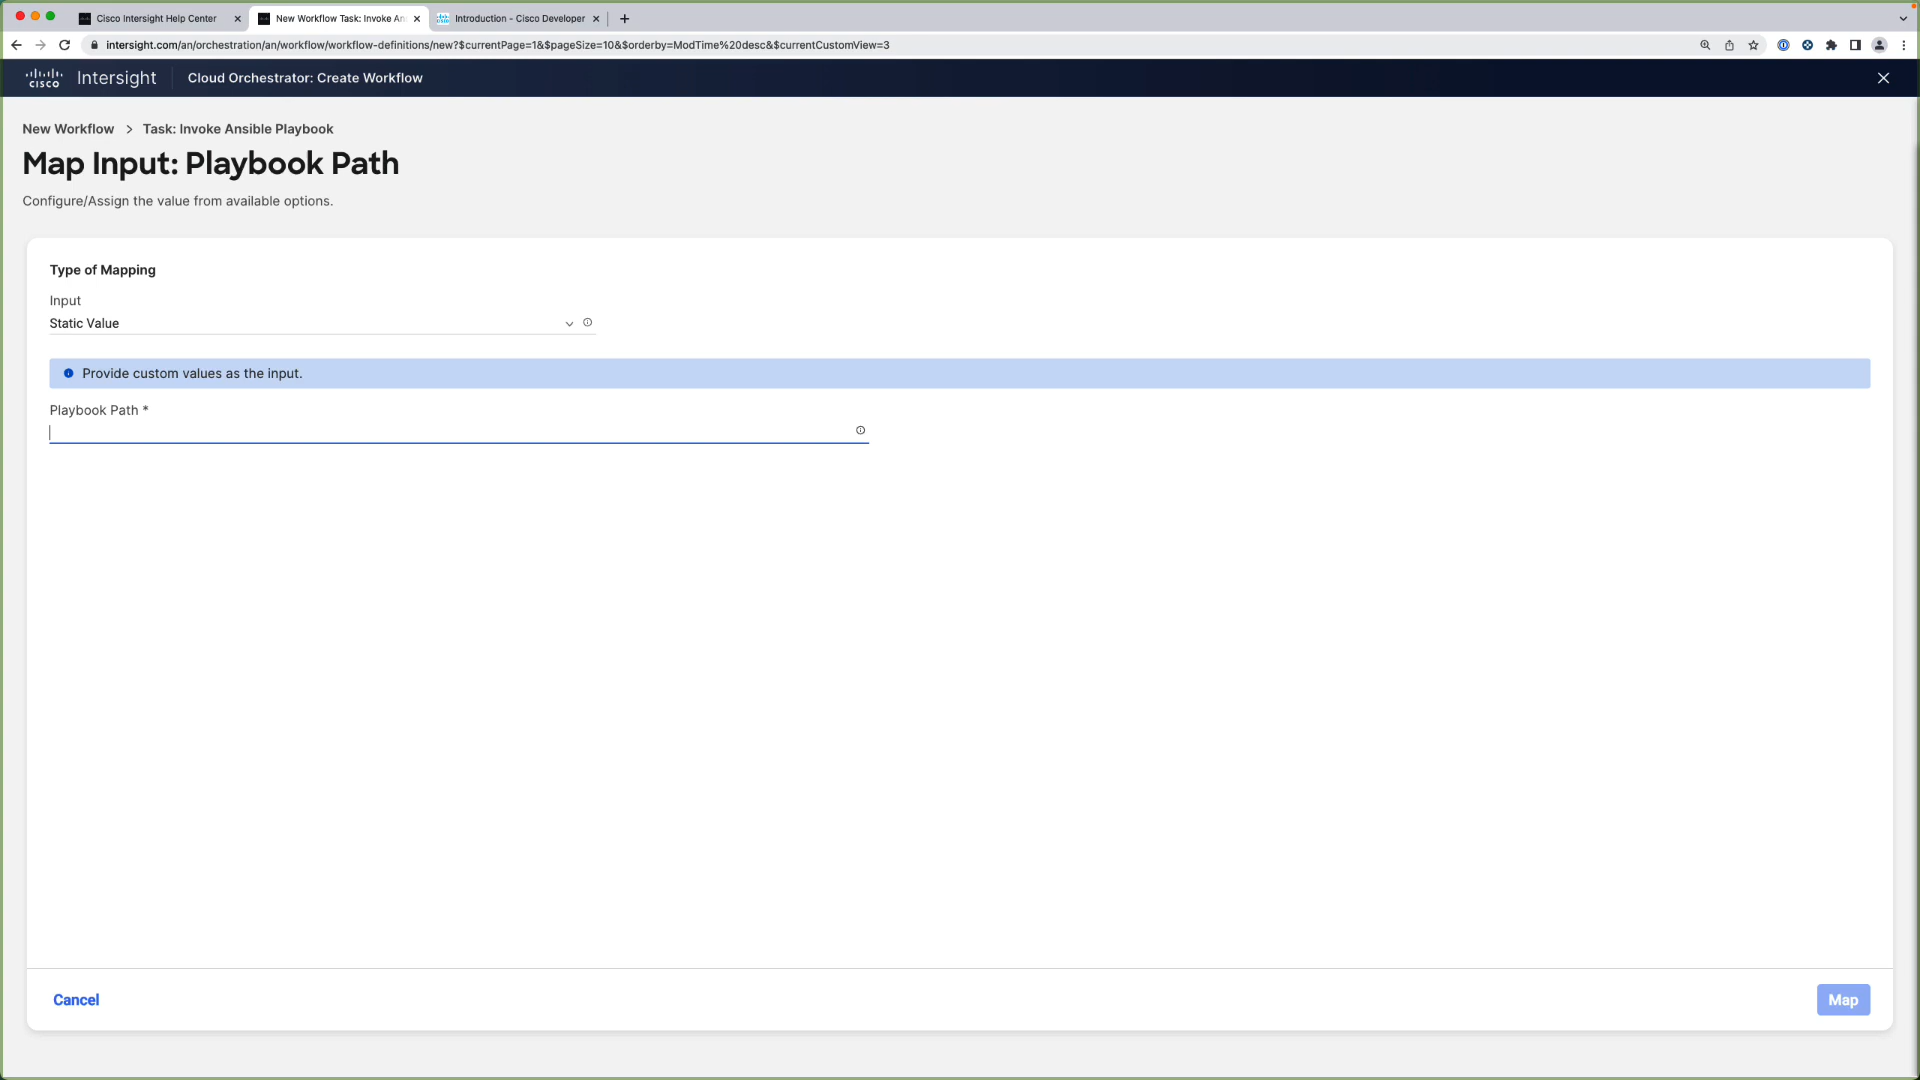 Cisco Intersight Help Center
New Workflow Task: Invoke An
Introduction - Cisco Developer
intersight.com/an/orchestration/an/workflow/workflow-definitions/new?$currentPage=1&$pageSize=10&$orderby=ModTime%20desc&$currentCustomView=3
CISCO Intersight Cloud Orchestrator: Create Workflow
New Workflow > Task: Invoke Ansible Playbook
Map Input: Playbook Path
Configure/Assign the value from available options.
Type of Mapping
Input
Static Value
Provide custom values as the input.
Playbook Path *
Cancel
Map